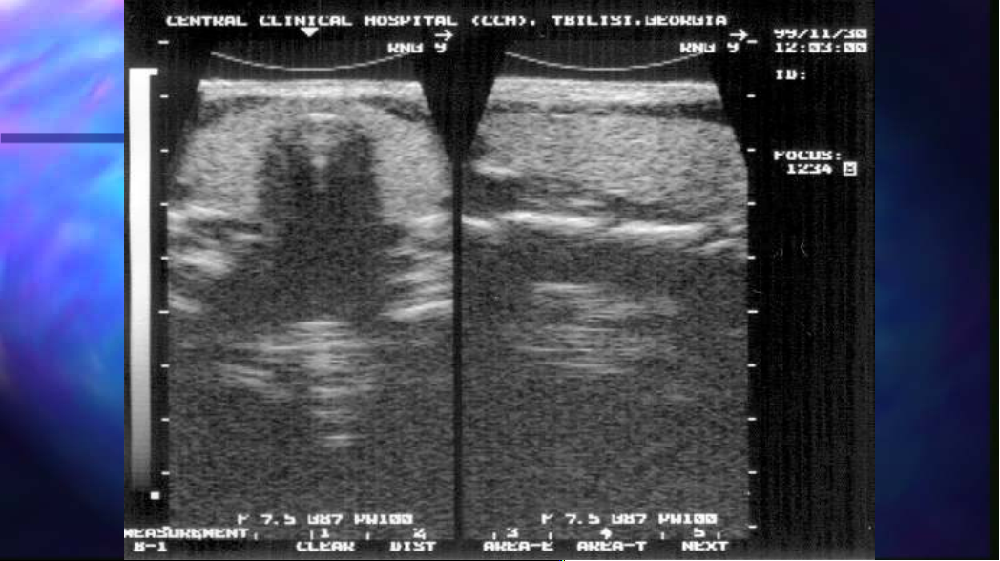 CENTRAL CLINICAL HOSPITAL (CCH), TBILISI,GEORGIA
RNG 9
RNG 9
99/11/30
12:03:00
ID:
FOCUS:
1234
F 7.5 G87 PW100
F 7.5 G87 PW100
MEASUREMENT 1 2 3 4 5
B-1 CLEAR DIST AREA-E AREA-T NEXT